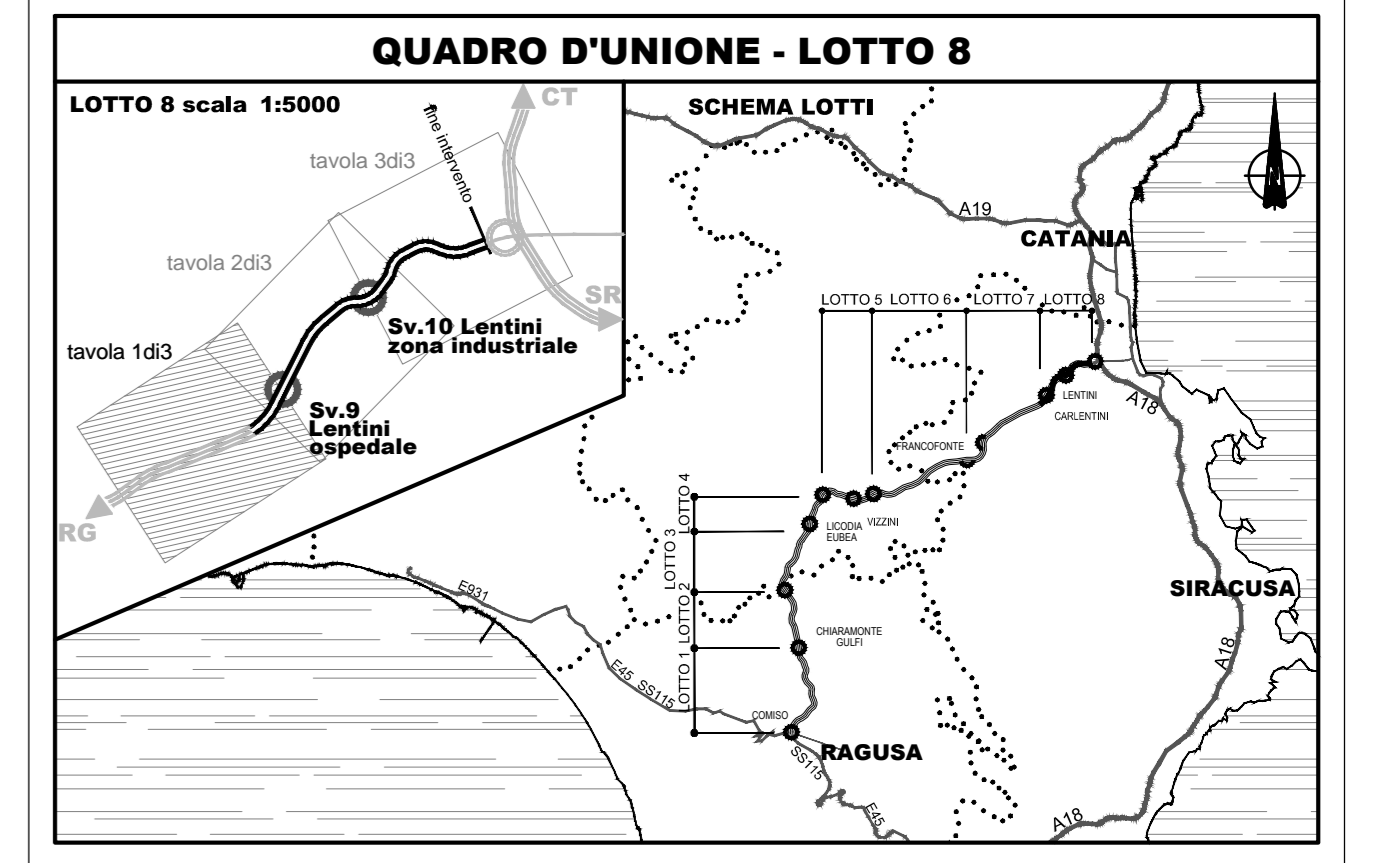 QUADRO D'UNIONE - LOTTO 8
LOTTO 8 scala 1:5000
CT
fine intervento
tavola 3di3
tavola 2di3
SR
Sv.10 Lentini
zona industriale
tavola 1di3
Sv.9
Lentini
ospedale
RG
SCHEMA LOTTI
A19
CATANIA
LOTTO 5
LOTTO 6
LOTTO 7
LOTTO 8
LENTINI
CARLENTINI
A18
FRANCOFONTE
LOTTO 4
LOTTO 3
LOTTO 2
LOTTO 1
VIZZINI
LICODIA
EUBEA
SIRACUSA
A18
E931
CHIARAMONTE
GULFI
E45 SS115
COMISO
RAGUSA
SS115
E45
A18